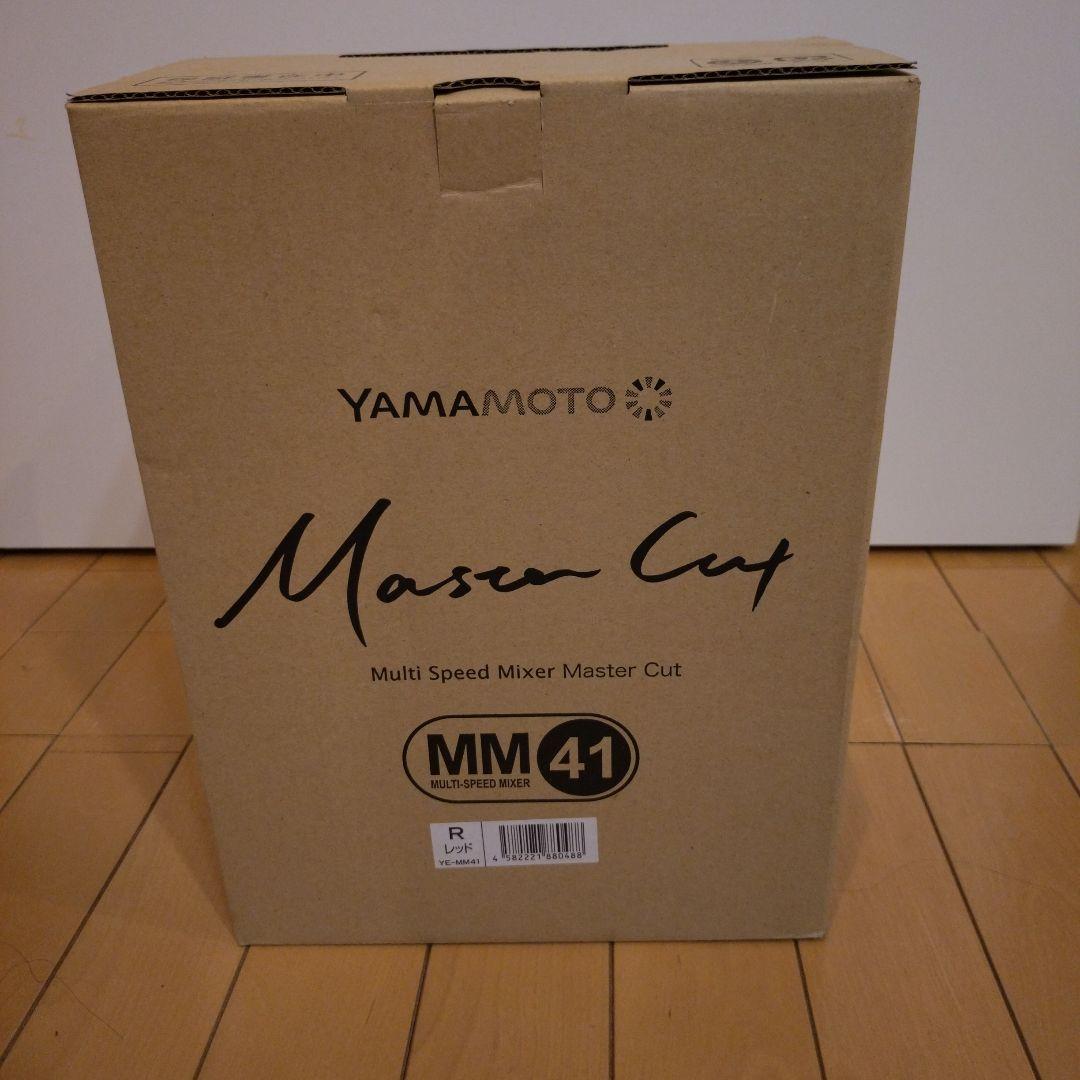 YAMAMOTO
Master Cut
Multi Speed Mixer Master Cut
MM 41
MULTI-SPEED MIXER
R
レッド
YE-MM41
4 582221 880488